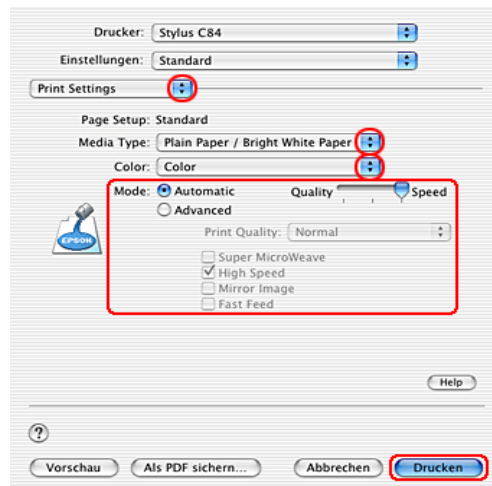 Drucker: Stylus C84
Einstellungen: Standard
Print Settings
Page Setup: Standard
Media Type: Plain Paper / Bright White Paper
Color: Color
Mode: Automatic Quality Speed
Advanced
EPSON
Print Quality: Normal
Super MicroWeave
High Speed
Mirror Image
Fast Feed
Help
?
Vorschau Als PDF sichern... Abbrechen Drucken